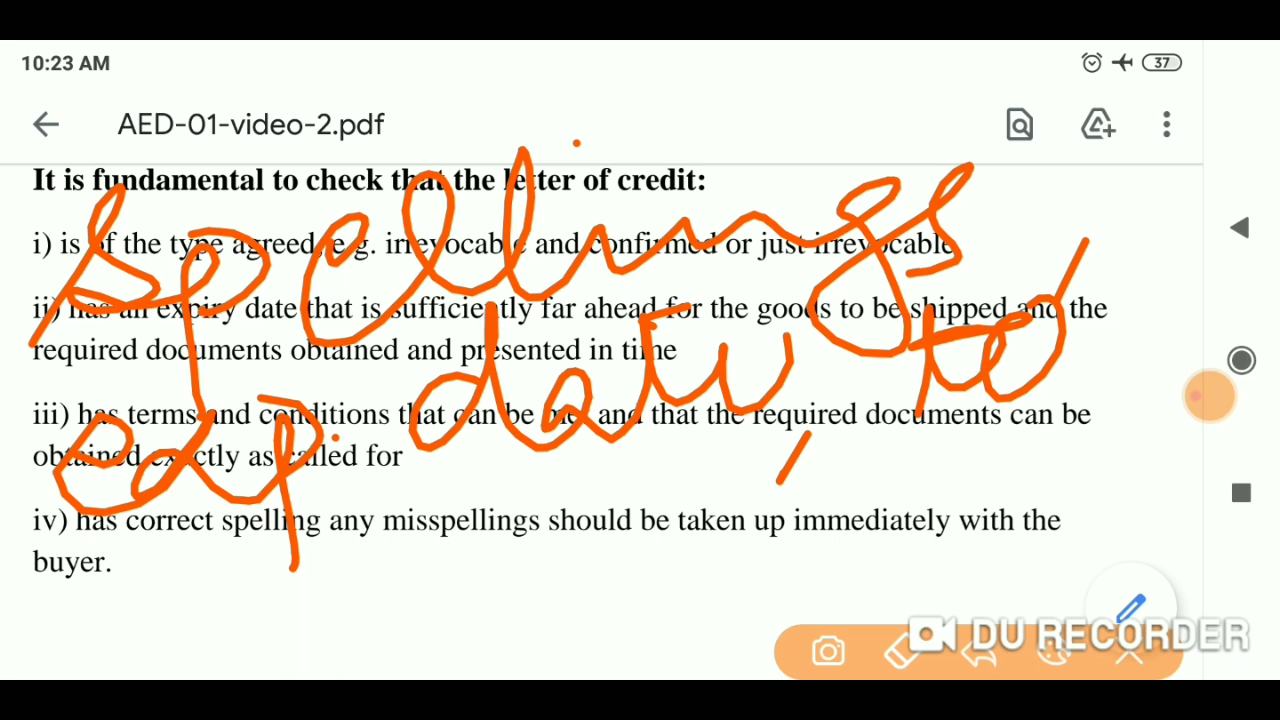 10:23 AM
37
AED-01-video-2.pdf
It is fundamental to check that the letter of credit:
i) is of the type agreed, e.g. irrevocable and confirmed or just irrevocable
ii) has an expiry date that is sufficiently far ahead for the goods to be shipped and the
required documents obtained and presented in time
iii) has terms and conditions that can be met and that the required documents can be
obtained exactly as called for
iv) has correct spelling any misspellings should be taken up immediately with the
buyer.
Spellings
exp. date,
DU RECORDER